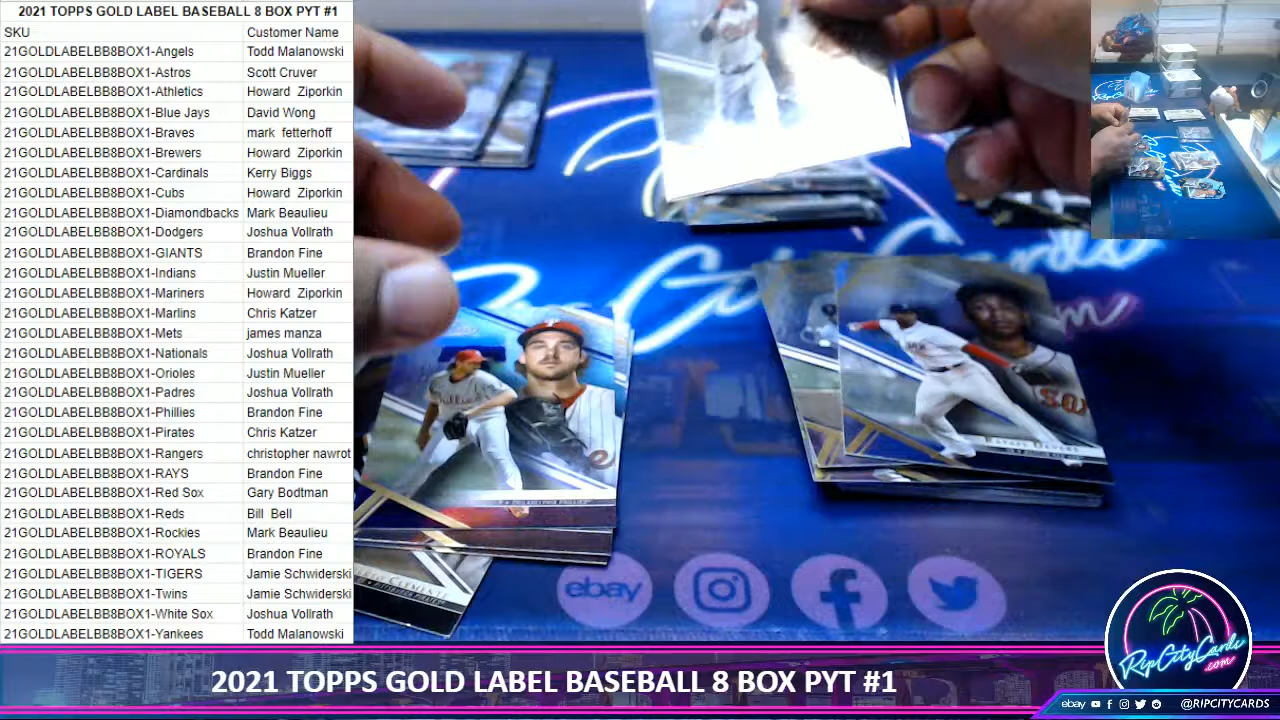 2021 TOPPS GOLD LABEL BASEBALL 8 BOX PYT #1
SKU Customer Name
21GOLDLABELBB8BOX1-Angels Todd Malanowski
21GOLDLABELBB8BOX1-Astros Scott Cruver
21GOLDLABELBB8BOX1-Athletics Howard Ziporkin
21GOLDLABELBB8BOX1-Blue Jays David Wong
21GOLDLABELBB8BOX1-Braves mark fetterhoff
21GOLDLABELBB8BOX1-Brewers Howard Ziporkin
21GOLDLABELBB8BOX1-Cardinals Kerry Biggs
21GOLDLABELBB8BOX1-Cubs Howard Ziporkin
21GOLDLABELBB8BOX1-Diamondbacks Mark Beaulieu
21GOLDLABELBB8BOX1-Dodgers Joshua Vollrath
21GOLDLABELBB8BOX1-GIANTS Brandon Fine
21GOLDLABELBB8BOX1-Indians Justin Mueller
21GOLDLABELBB8BOX1-Mariners Howard Ziporkin
21GOLDLABELBB8BOX1-Marlins Chris Katzer
21GOLDLABELBB8BOX1-Mets james manza
21GOLDLABELBB8BOX1-Nationals Joshua Vollrath
21GOLDLABELBB8BOX1-Orioles Justin Mueller
21GOLDLABELBB8BOX1-Padres Joshua Vollrath
21GOLDLABELBB8BOX1-Phillies Brandon Fine
21GOLDLABELBB8BOX1-Pirates Chris Katzer
21GOLDLABELBB8BOX1-Rangers christopher nawrot
21GOLDLABELBB8BOX1-RAYS Brandon Fine
21GOLDLABELBB8BOX1-Red Sox Gary Bodtman
21GOLDLABELBB8BOX1-Reds Bill Bell
21GOLDLABELBB8BOX1-Rockies Mark Beaulieu
21GOLDLABELBB8BOX1-ROYALS Brandon Fine
21GOLDLABELBB8BOX1-TIGERS Jamie Schwiderski
21GOLDLABELBB8BOX1-Twins Jamie Schwiderski
21GOLDLABELBB8BOX1-White Sox Joshua Vollrath
21GOLDLABELBB8BOX1-Yankees Todd Malanowski
Rip City Cards
SOX
RAFAEL DEVERS
CLEMENTE
ebay
RipCityCards
.com
2021 TOPPS GOLD LABEL BASEBALL 8 BOX PYT #1
ebay @RIPCITYCARDS